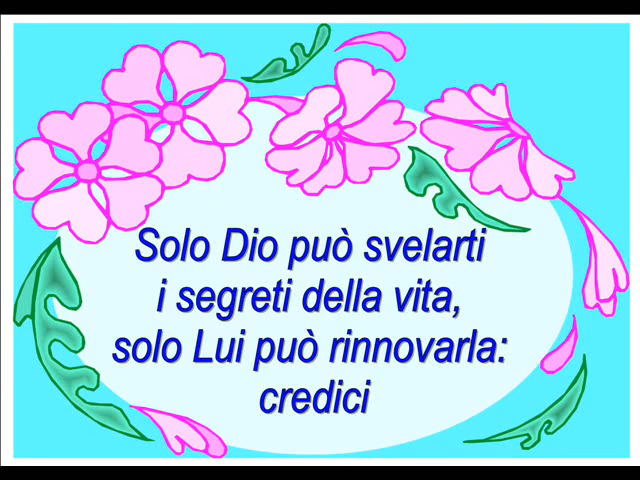 Solo Dio può svelarti
i segreti della vita,
solo Lui può rinnovarla:
credici